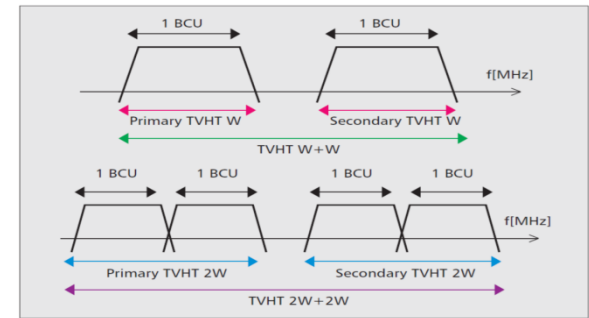 1 BCU 1 BCU
f[MHz]
Primary TVHT W Secondary TVHT W
TVHT W+W
1 BCU 1 BCU 1 BCU 1 BCU
f[MHz]
Primary TVHT 2W Secondary TVHT 2W
TVHT 2W+2W